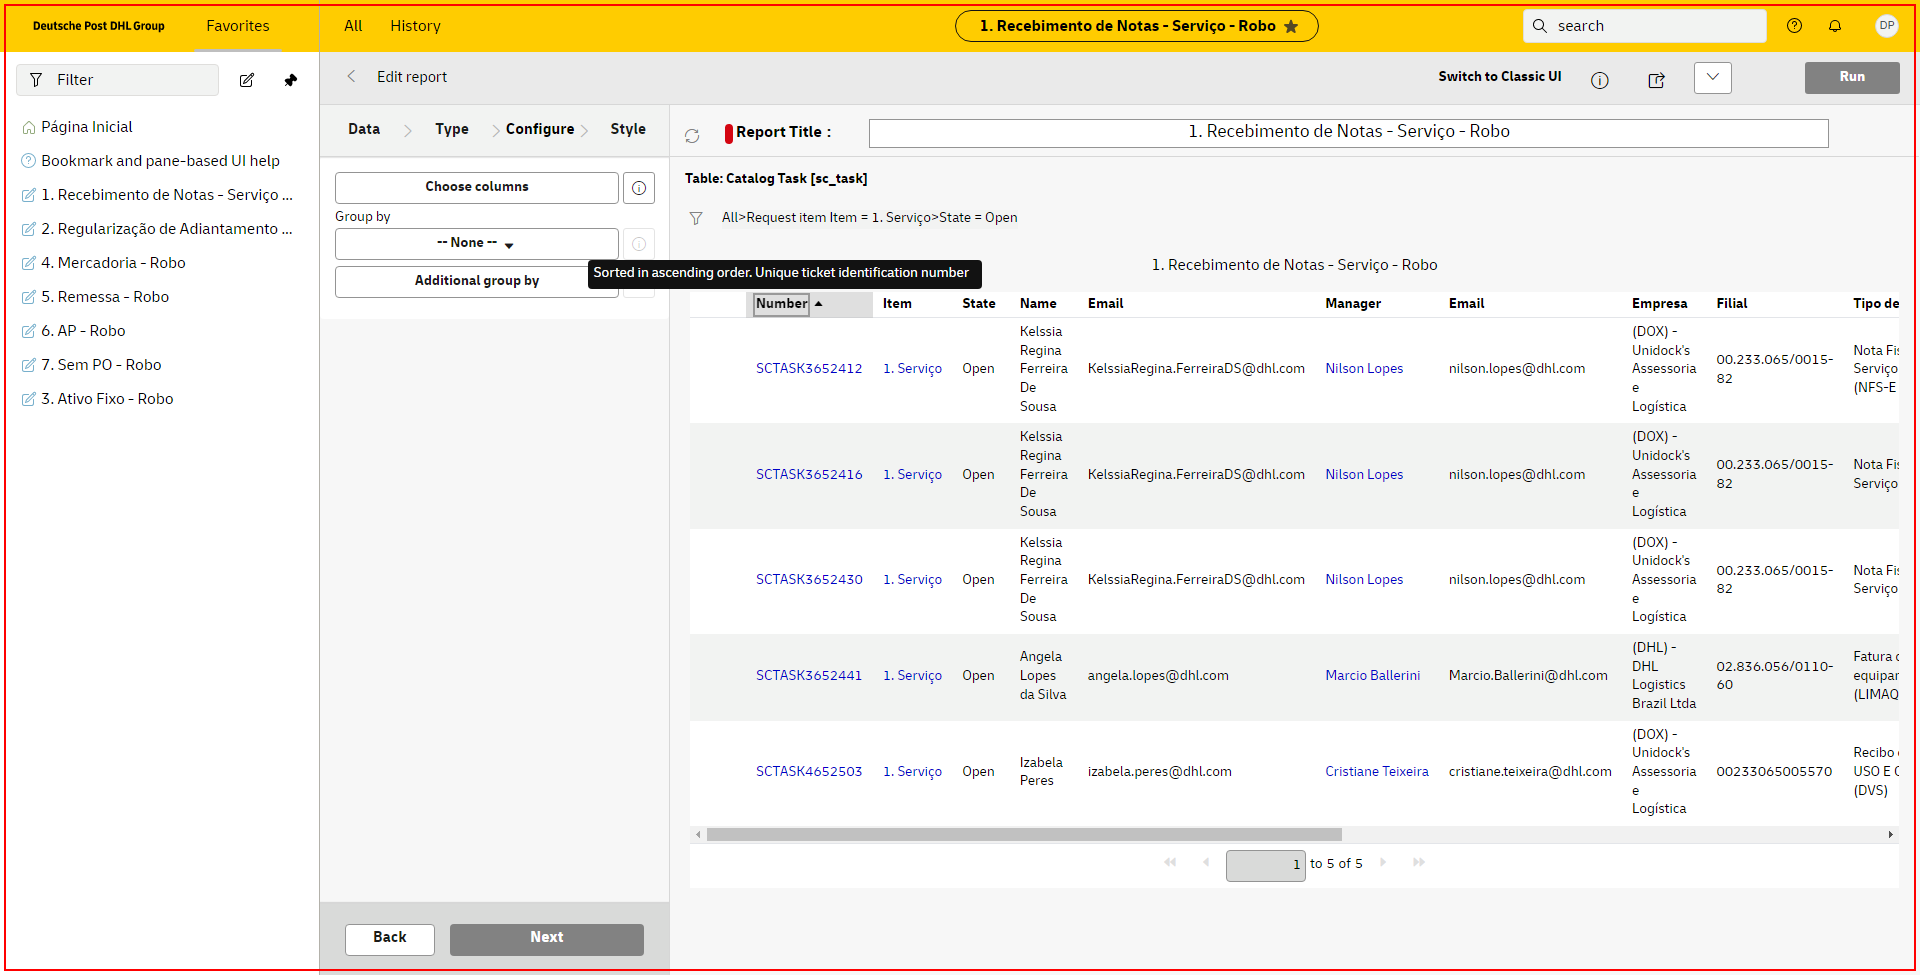 Deutsche Post DHL Group
Favorites
All
History
1. Recebimento de Notas - Serviço - Robo
search
DP
Filter
Edit report
Switch to Classic UI
Run
Página Inicial
Bookmark and pane-based UI help
1. Recebimento de Notas - Serviço ...
2. Regularização de Adiantamento ...
4. Mercadoria - Robo
5. Remessa - Robo
6. AP - Robo
7. Sem PO - Robo
3. Ativo Fixo - Robo
Data
Type
Configure
Style
Choose columns
Group by
-- None --
Additional group by
Back
Next
Report Title :
1. Recebimento de Notas - Serviço - Robo
Table: Catalog Task [sc_task]
All>Request item Item = 1. Serviço>State = Open
1. Recebimento de Notas - Serviço - Robo
Sorted in ascending order. Unique ticket identification number
Number Item State Name Email Manager Email Empresa Filial Tipo de
SCTASK3652412
1. Serviço
Open
Kelssia
Regina
Ferreira
De
Sousa
KelssiaRegina.FerreiraDS@dhl.com
Nilson Lopes
nilson.lopes@dhl.com
(DOX) -
Unidock's
Assessoria
e
Logística
00.233.065/0015-
82
Nota Fis
Serviço
(NFS-E
SCTASK3652416
1. Serviço
Open
Kelssia
Regina
Ferreira
De
Sousa
KelssiaRegina.FerreiraDS@dhl.com
Nilson Lopes
nilson.lopes@dhl.com
(DOX) -
Unidock's
Assessoria
e
Logística
00.233.065/0015-
82
Nota Fis
Serviço
SCTASK3652430
1. Serviço
Open
Kelssia
Regina
Ferreira
De
Sousa
KelssiaRegina.FerreiraDS@dhl.com
Nilson Lopes
nilson.lopes@dhl.com
(DOX) -
Unidock's
Assessoria
e
Logística
00.233.065/0015-
82
Nota Fis
Serviço
SCTASK3652441
1. Serviço
Open
Angela
Lopes
da Silva
angela.lopes@dhl.com
Marcio Ballerini
Marcio.Ballerini@dhl.com
(DHL) -
DHL
Logistics
Brazil Ltda
02.836.056/0110-
60
Fatura
equipar
(LIMAQ
SCTASK4652503
1. Serviço
Open
Izabela
Peres
izabela.peres@dhl.com
Cristiane Teixeira
cristiane.teixeira@dhl.com
(DOX) -
Unidock's
Assessoria
e
Logística
00233065005570
Recibo
USO E
(DVS)
1 to 5 of 5